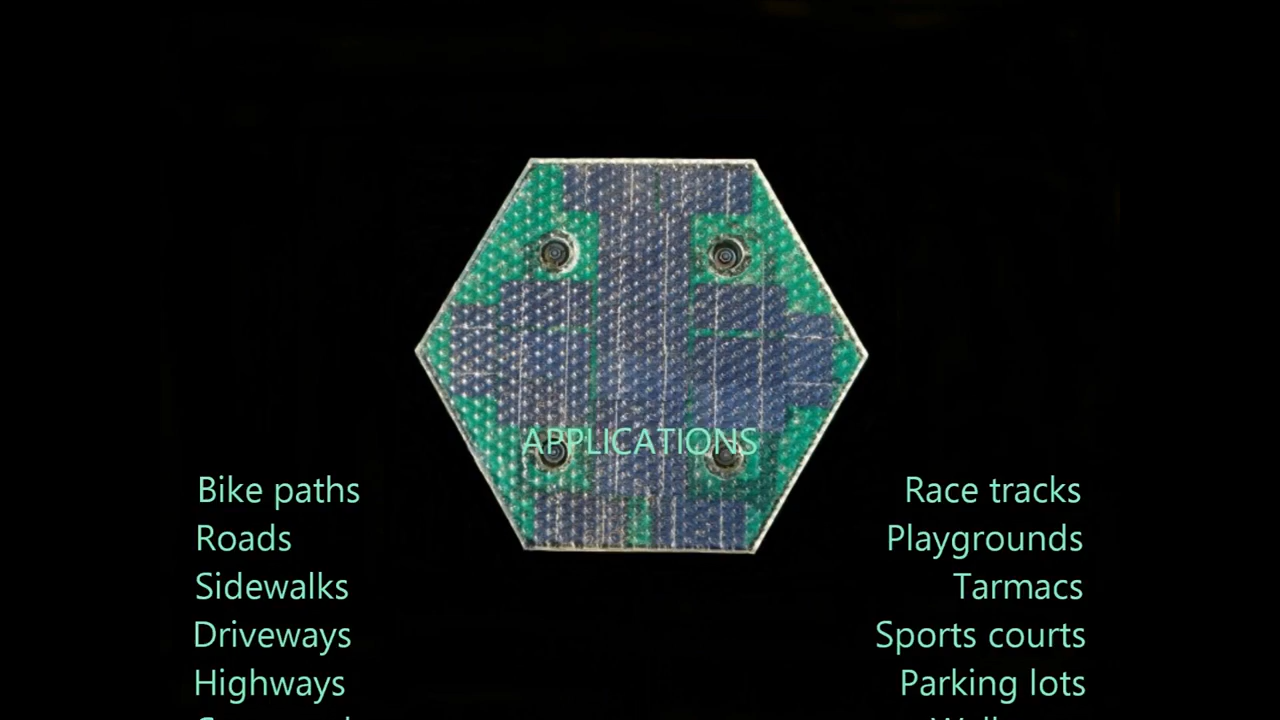 APPLICATIONS
Bike paths
Race tracks
Roads
Playgrounds
Sidewalks
Tarmacs
Driveways
Sports courts
Highways
Parking lots